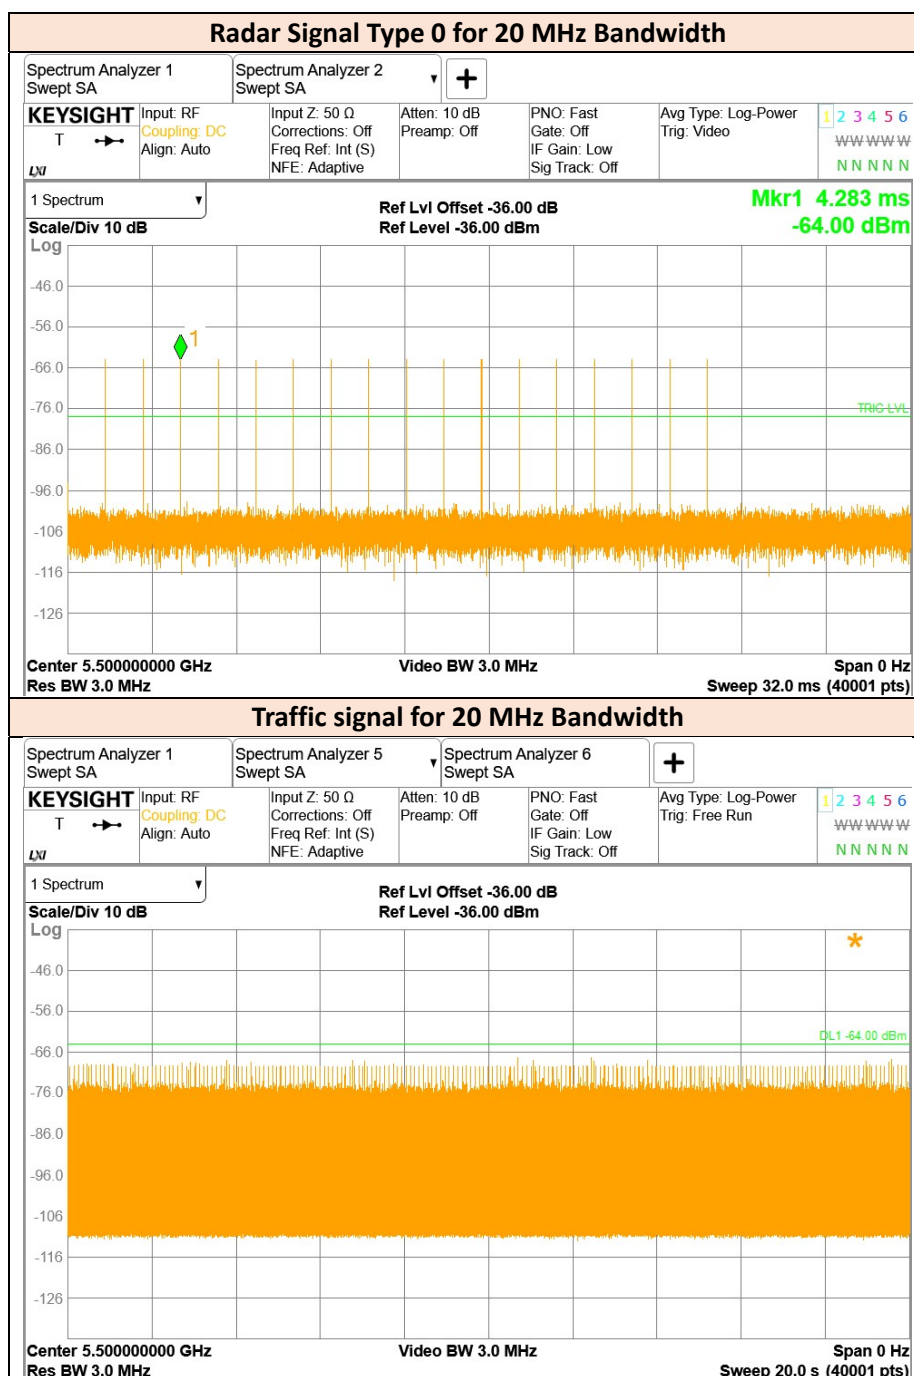 Radar Signal Type 0 for 20 MHz Bandwidth
Spectrum Analyzer 1
Swept SA
Spectrum Analyzer 2
Swept SA
KEYSIGHT
T
LXI
Input: RF
Coupling: DC
Align: Auto
Input Z: 50 Ω
Corrections: Off
Freq Ref: Int (S)
NFE: Adaptive
Atten: 10 dB
Preamp: Off
PNO: Fast
Gate: Off
IF Gain: Low
Sig Track: Off
Avg Type: Log-Power
Trig: Video
1 2 3 4 5 6
W W W W W
N N N N N
1 Spectrum
Scale/Div 10 dB
Ref Lvl Offset -36.00 dB
Ref Level -36.00 dBm
Mkr1 4.283 ms
-64.00 dBm
Log
1
-46.0
-56.0
-66.0
-76.0
TRIG LVL
-86.0
-96.0
-106
-116
-126
Center 5.500000000 GHz
Res BW 3.0 MHz
Video BW 3.0 MHz
Span 0 Hz
Sweep 32.0 ms (40001 pts)
Traffic signal for 20 MHz Bandwidth
Spectrum Analyzer 1
Swept SA
Spectrum Analyzer 5
Swept SA
Spectrum Analyzer 6
Swept SA
KEYSIGHT
T
LXI
Input: RF
Coupling: DC
Align: Auto
Input Z: 50 Ω
Corrections: Off
Freq Ref: Int (S)
NFE: Adaptive
Atten: 10 dB
Preamp: Off
PNO: Fast
Gate: Off
IF Gain: Low
Sig Track: Off
Avg Type: Log-Power
Trig: Free Run
1 2 3 4 5 6
W W W W W
N N N N N
1 Spectrum
Scale/Div 10 dB
Ref Lvl Offset -36.00 dB
Ref Level -36.00 dBm
Log
*
-46.0
-56.0
DL1 -64.00 dBm
-66.0
-76.0
-86.0
-96.0
-106
-116
-126
Center 5.500000000 GHz
Res BW 3.0 MHz
Video BW 3.0 MHz
Span 0 Hz
Sweep 20.0 s (40001 pts)